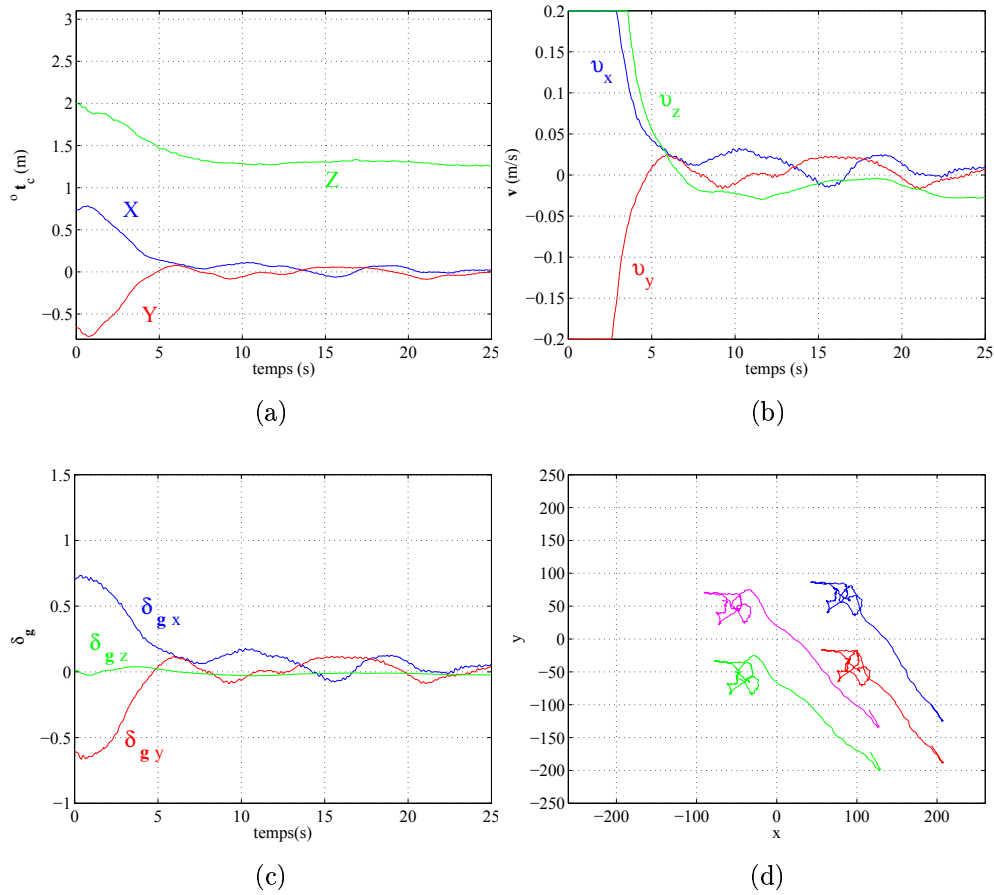 3
2.5
2
1.5
1
0.5
0
−0.5
0 5 10 15 20 25
temps (s)
ᵒ t_c (m)
X
Y
Z
(a)
0.2
0.15
0.1
0.05
0
−0.05
−0.1
−0.15
−0.2
0 5 10 15 20 25
temps (s)
v (m/s)
υ_x
υ_z
υ_y
(b)
1.5
1
0.5
0
−0.5
−1
0 5 10 15 20 25
temps(s)
δ_g
δ_g x
δ_g z
δ_g y
(c)
250
200
150
100
50
0
−50
−100
−150
−200
−250
−200 −100 0 100 200
x
y
(d)